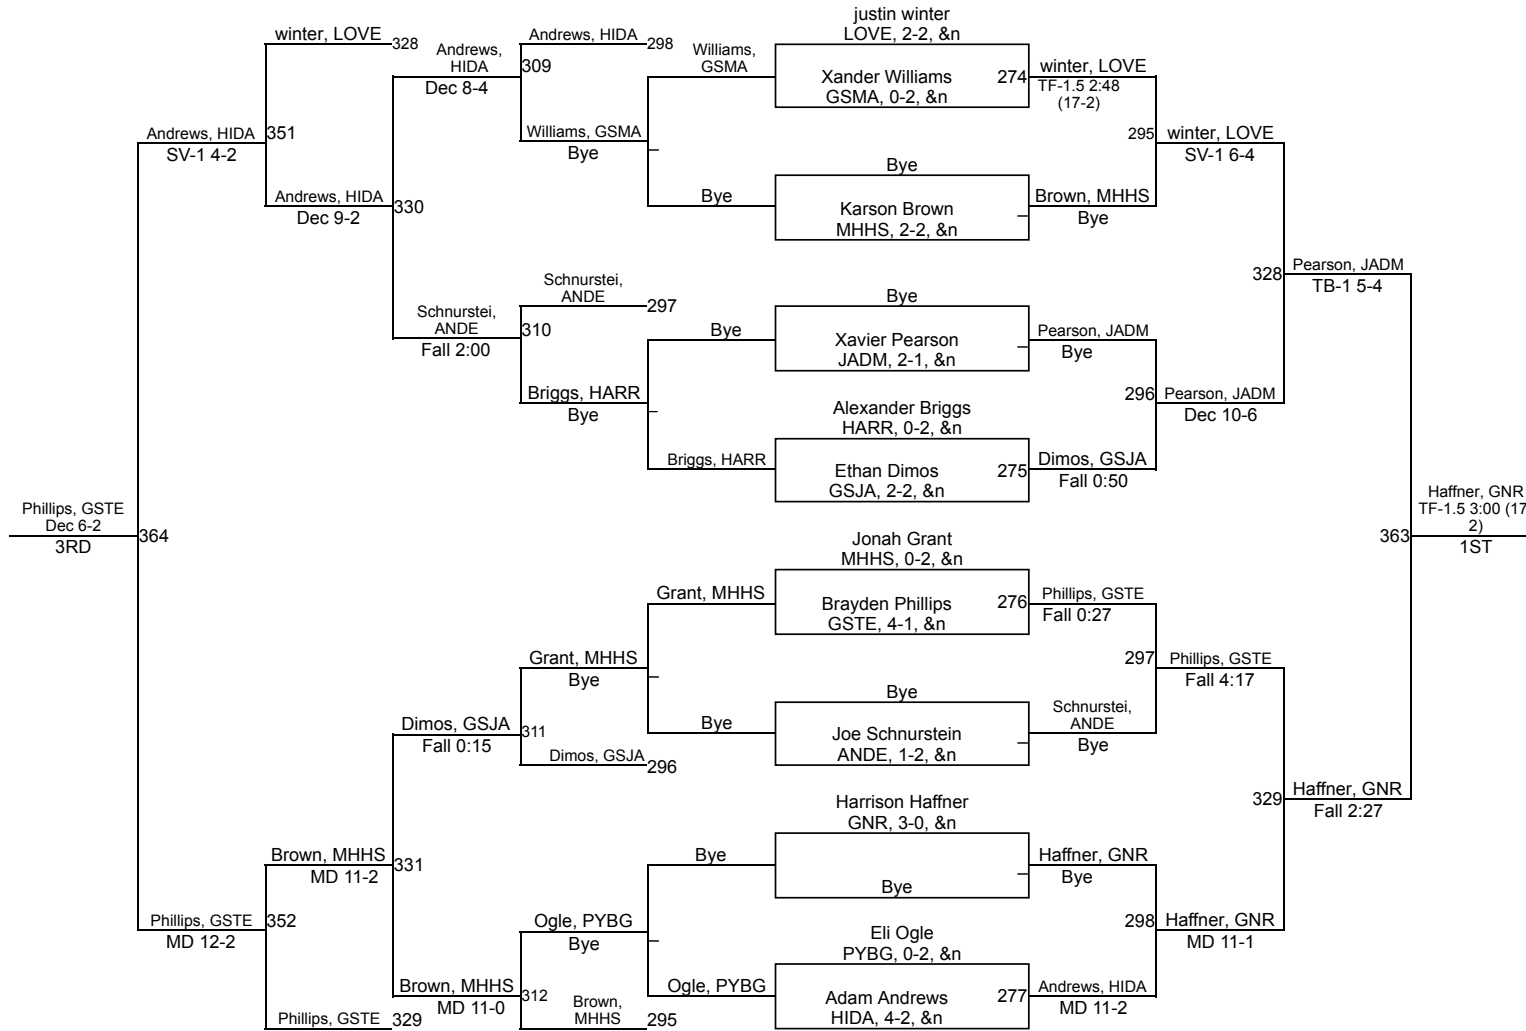 justin winter
LOVE, 2-2, &n
Xander Williams
GSMA, 0-2, &n
274
Bye
Karson Brown
MHHS, 2-2, &n
Bye
Xavier Pearson
JADM, 2-1, &n
Alexander Briggs
HARR, 0-2, &n
Ethan Dimos
GSJA, 2-2, &n
275
Jonah Grant
MHHS, 0-2, &n
Brayden Phillips
GSTE, 4-1, &n
276
Bye
Joe Schnurstein
ANDE, 1-2, &n
Harrison Haffner
GNR, 3-0, &n
Bye
Eli Ogle
PYBG, 0-2, &n
Adam Andrews
HIDA, 4-2, &n
277
winter, LOVE
TF-1.5 2:48
(17-2)
Brown, MHHS
Bye
Pearson, JADM
Bye
Dimos, GSJA
Fall 0:50
Phillips, GSTE
Fall 0:27
Schnurstei,
ANDE
Bye
Haffner, GNR
Bye
Andrews, HIDA
MD 11-2
295
winter, LOVE
SV-1 6-4
296
Pearson, JADM
Dec 10-6
297
Phillips, GSTE
Fall 4:17
298
Haffner, GNR
MD 11-1
328
Pearson, JADM
TB-1 5-4
329
Haffner, GNR
Fall 2:27
363
Haffner, GNR
TF-1.5 3:00 (17
2)
1ST
Williams,
GSMA
Bye
Bye
Briggs, HARR
Grant, MHHS
Bye
Bye
Ogle, PYBG
Andrews, HIDA
298
Williams, GSMA
Bye
Schnurstei,
ANDE
297
Briggs, HARR
Bye
Grant, MHHS
Bye
Dimos, GSJA
296
Ogle, PYBG
Bye
Brown,
MHHS
295
Andrews,
HIDA
309
Dec 8-4
Schnurstei,
ANDE
310
Fall 2:00
Dimos, GSJA
311
Fall 0:15
Brown, MHHS
312
MD 11-0
winter, LOVE
328
Andrews, HIDA
330
Dec 9-2
Brown, MHHS
331
MD 11-2
Phillips, GSTE
329
Andrews, HIDA
351
SV-1 4-2
Phillips, GSTE
352
MD 12-2
Phillips, GSTE
Dec 6-2
364
3RD